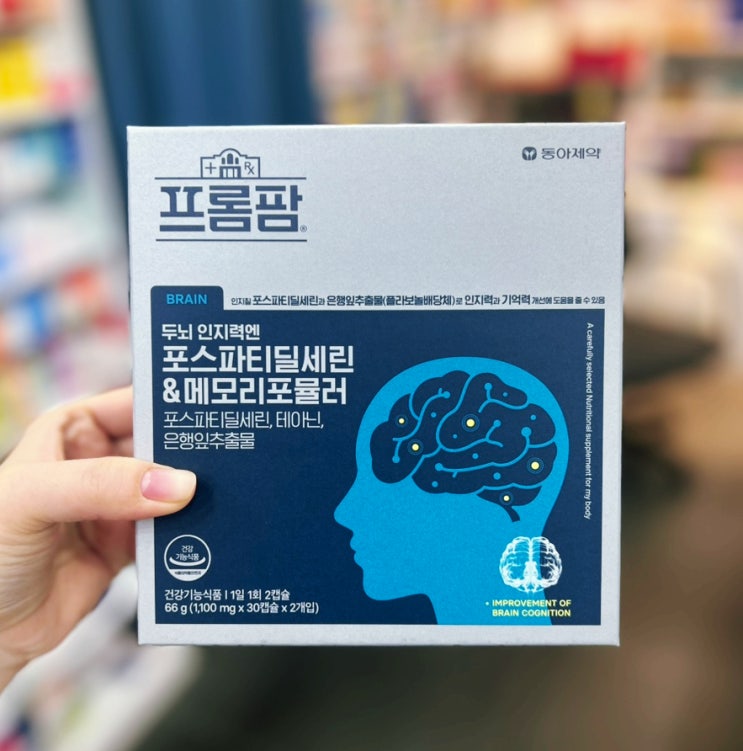 + Rx
동아제약
프롬팜®
BRAIN
인지질 포스파티딜세린과 은행잎추출물(플라보놀배당체)로 인지력과 기억력 개선에 도움을 줄 수 있음
두뇌 인지력엔
포스파티딜세린
&메모리포뮬러
포스파티딜세린, 테아닌,
은행잎추출물
A carefully selected Nutritional supplement for my body
건강
기능식품
건강기능식품 I 1일 1회 2캡슐
66 g (1,100 mg x 30캡슐 x 2개입)
• IMPROVEMENT OF
BRAIN COGNITION